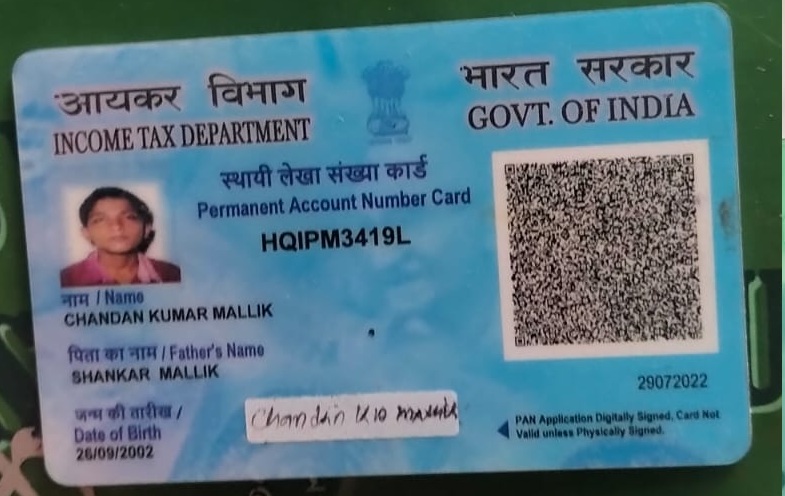 आयकर विभाग
INCOME TAX DEPARTMENT
भारत सरकार
GOVT. OF INDIA
स्थायी लेखा संख्या कार्ड
Permanent Account Number Card
HQIPM3419L
नाम / Name
CHANDAN KUMAR MALLIK
पिता का नाम / Father's Name
SHANKAR MALLIK
जन्म की तारीख /
Date of Birth
26/09/2002
Chandan
29072022
PAN Application Digitally Signed, Card Not
Valid unless Physically Signed.